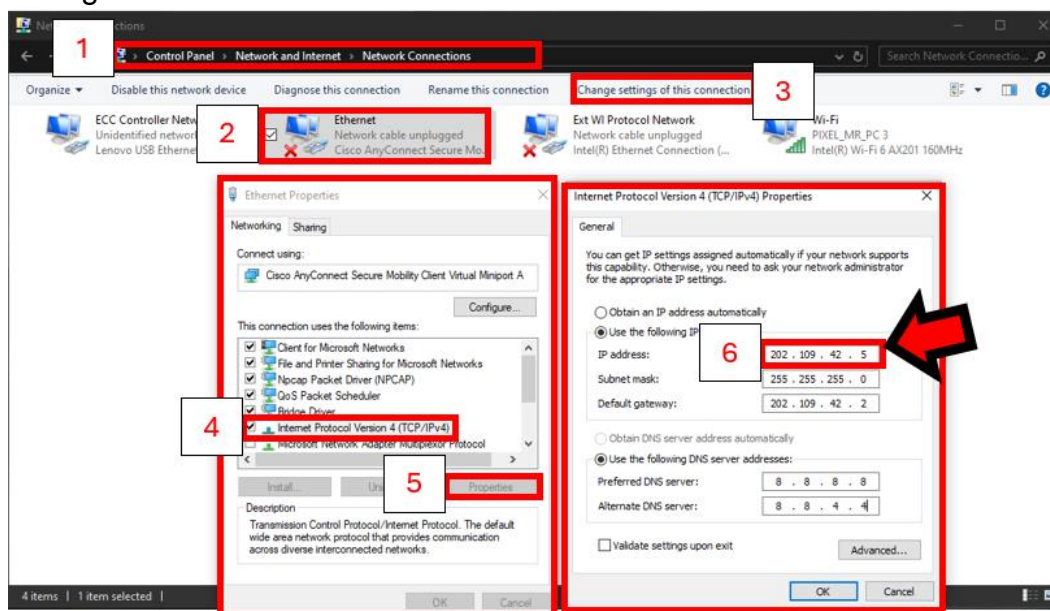 1
Control Panel > Network and Internet > Network Connections
Search Network Connectio...
Organize Disable this network device Diagnose this connection Rename this connection Change settings of this connection
3
ECC Controller Netw
Unidentified networ
Lenovo USB Etherne
2
Ethernet
Network cable unplugged
Cisco AnyConnect Secure Mo...
Ext WI Protocol Network
Network cable unplugged
Intel(R) Ethernet Connection (...
Wi-Fi
PIXEL_MR_PC 3
Intel(R) Wi-Fi 6 AX201 160MHz
Ethernet Properties
Networking Sharing
Connect using:
Cisco AnyConnect Secure Mobility Client Virtual Miniport A
Configure...
This connection uses the following items:
Client for Microsoft Networks
File and Printer Sharing for Microsoft Networks
Npcap Packet Driver (NPCAP)
QoS Packet Scheduler
Bridge Driver
4
Internet Protocol Version 4 (TCP/IPv4)
Microsoft Network Adapter Multiplexor Protocol
5
Install... Un Properties
Description
Transmission Control Protocol/Internet Protocol. The default
wide area network protocol that provides communication
across diverse interconnected networks.
OK Cancel
Internet Protocol Version 4 (TCP/IPv4) Properties
General
You can get IP settings assigned automatically if your network supports
this capability. Otherwise, you need to ask your network administrator
for the appropriate IP settings.
Obtain an IP address automatically
Use the following IP
6
IP address: 202 . 109 . 42 . 5
Subnet mask: 255 . 255 . 255 . 0
Default gateway: 202 . 109 . 42 . 2
Obtain DNS server address automatically
Use the following DNS server addresses:
Preferred DNS server: 8 . 8 . 8 . 8
Alternate DNS server: 8 . 8 . 4 . 4
Validate settings upon exit
Advanced...
OK Cancel
4 items 1 item selected